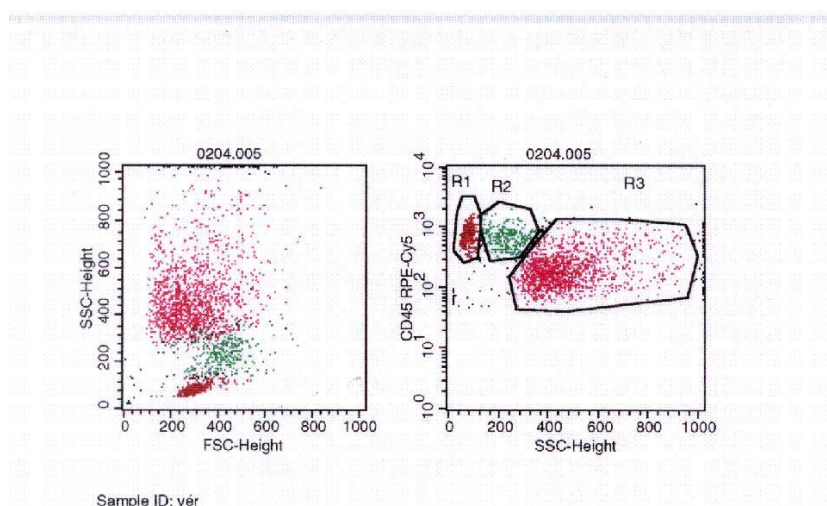 0204.005
1000
800
600
400
200
0
SSC-Height
0 200 400 600 800 1000
FSC-Height
0204.005
10 4
10 3
10 2
10 1
10 0
CD45 RPE-Cy5
R1 R2 R3
0 200 400 600 800 1000
SSC-Height
Sample ID: vér